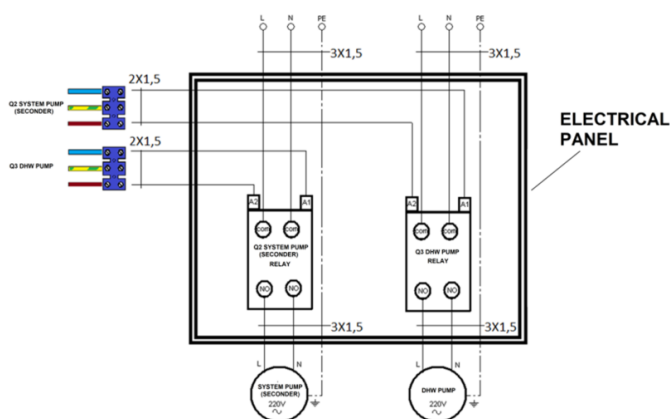 L N PE L N PE
3X1,5 3X1,5
2X1,5
Q2 SYSTEM PUMP
(SECONDER)
2X1,5
Q3 DHW PUMP
ELECTRICAL
PANEL
A2 A1 A2 A1
com com com com
Q2 SYSTEM PUMP
(SECONDER)
RELAY
Q3 DHW PUMP
RELAY
NO NO NO NO
3X1,5 3X1,5
L N L N
SYSTEM PUMP
(SECONDER)
220V
DHW PUMP
220V